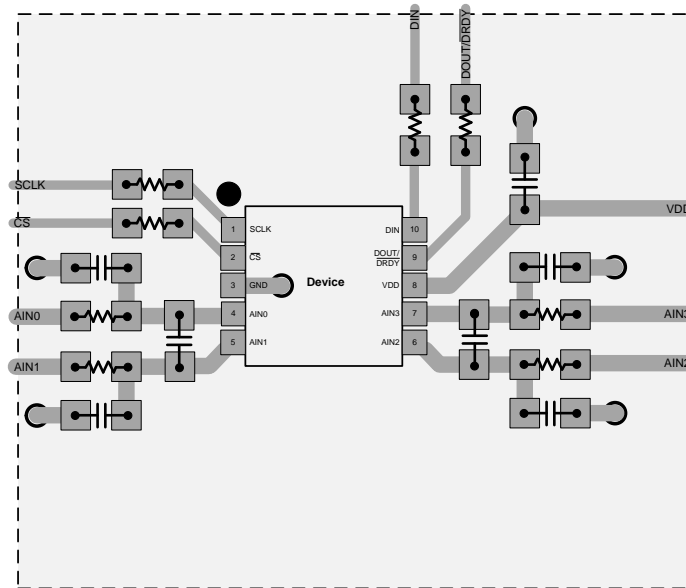 DIN
DOUT/DRDY
SCLK
CS
VDD
1 SCLK
DIN 10
2 CS
DOUT/
DRDY 9
3 GND
Device
VDD 8
AIN0
4 AIN0
AIN3 7
AIN3
AIN1
5 AIN1
AIN2 6
AIN2